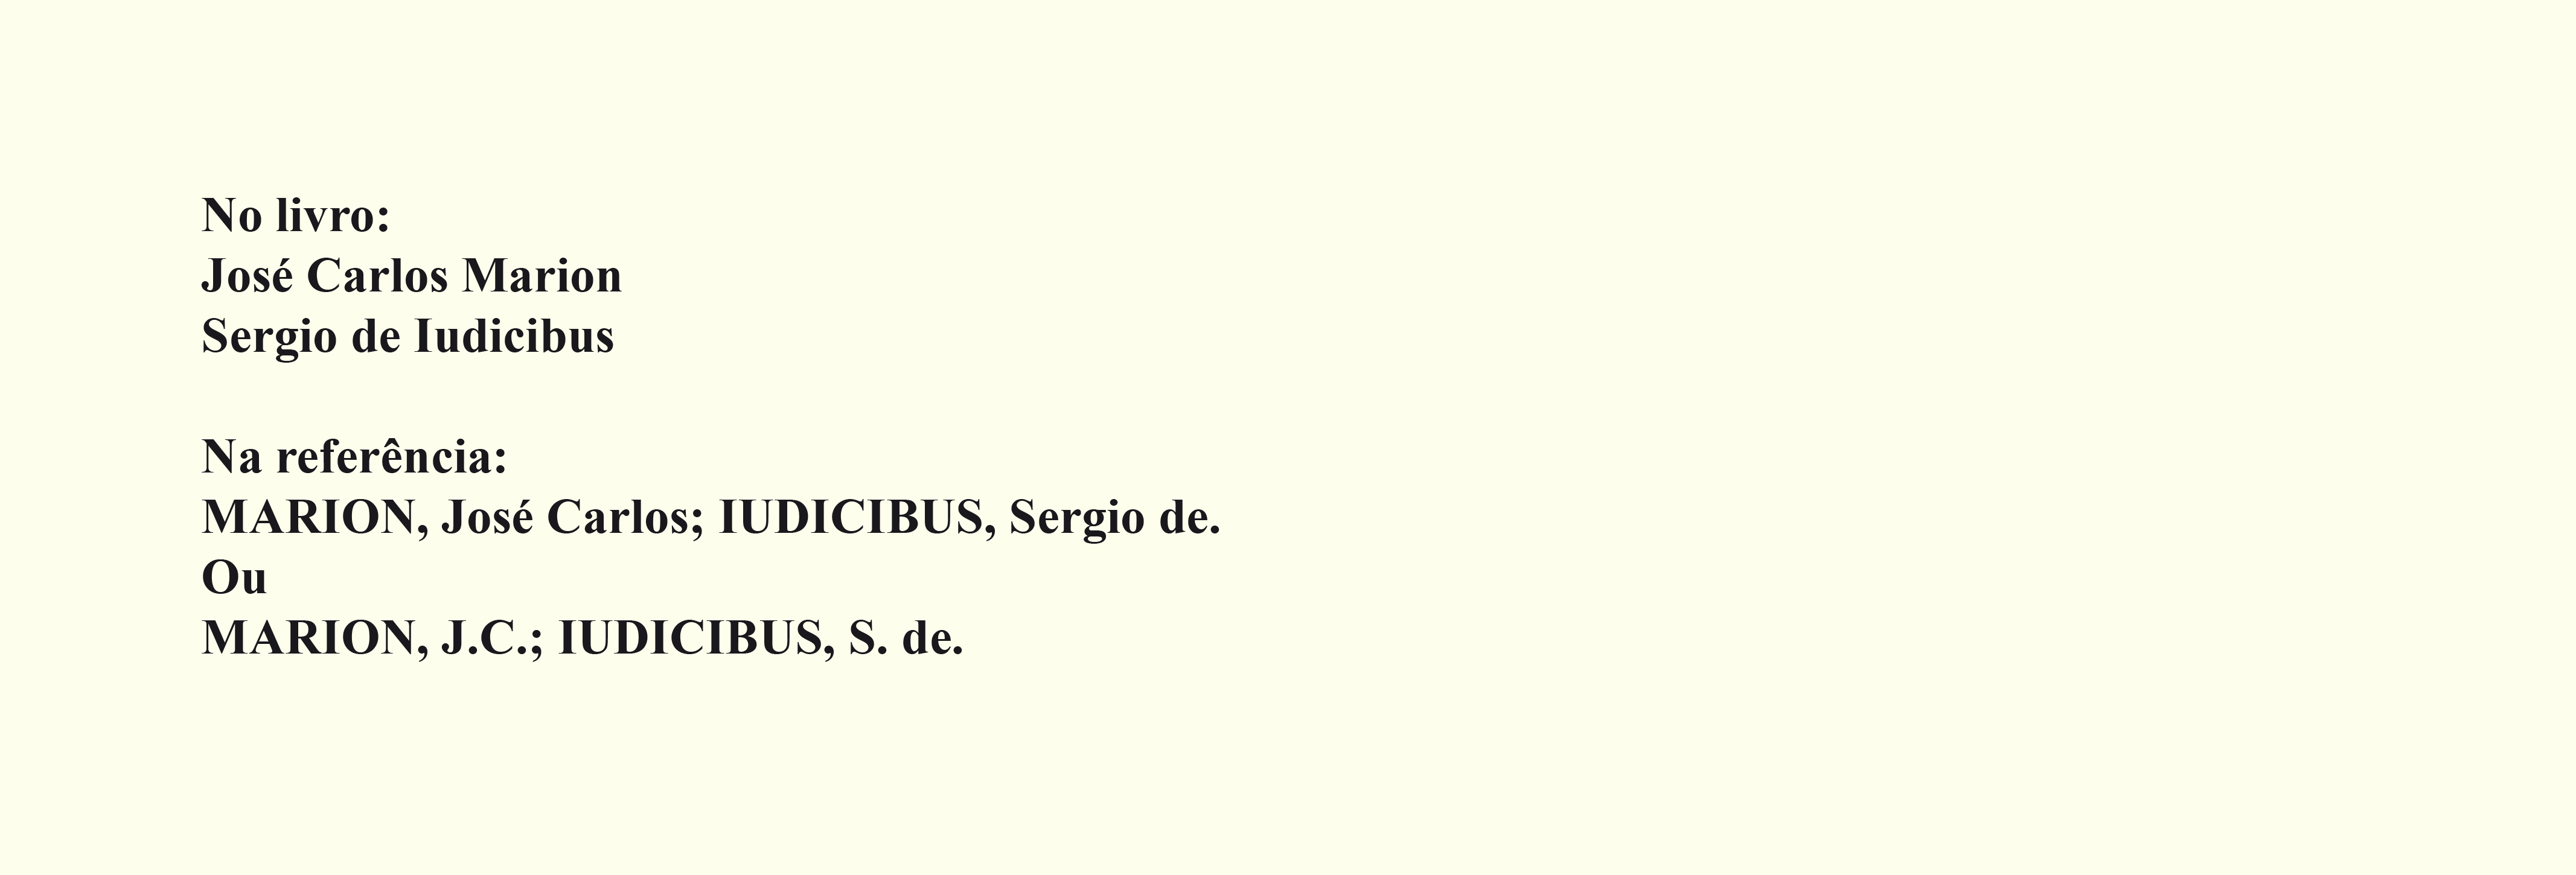 No livro:
José Carlos Marion
Sergio de Iudicibus
Na referência:
MARION, José Carlos; IUDICIBUS, Sergio de.
Ou
MARION, J.C.; IUDICIBUS, S. de.